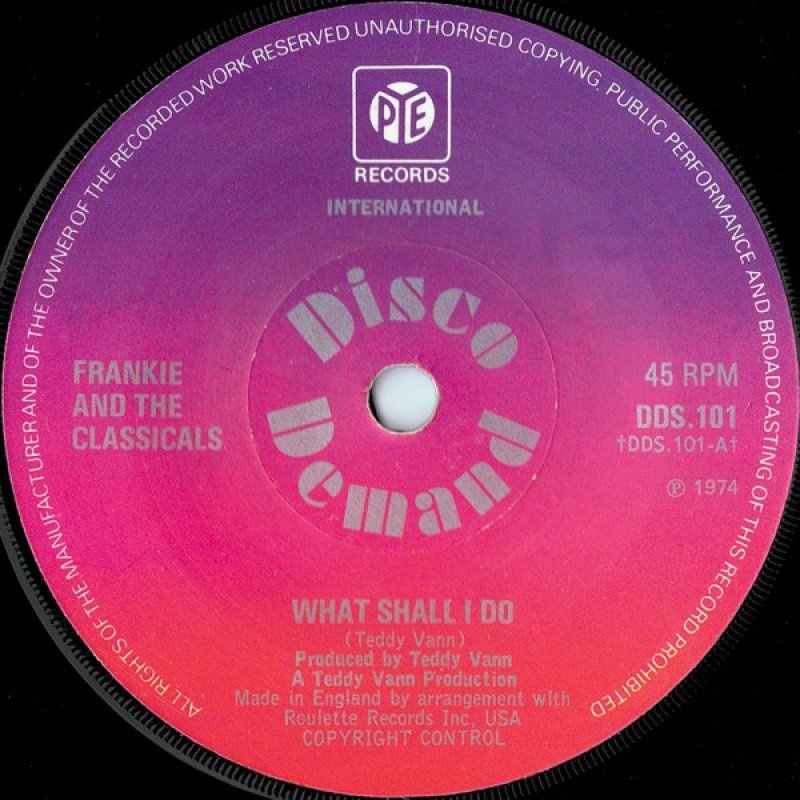 ALL RIGHTS OF THE MANUFACTURER AND OF THE OWNER OF THE RECORDED WORK RESERVED UNAUTHORISED COPYING, PUBLIC PERFORMANCE AND BROADCASTING OF THIS RECORD PROHIBITED
PYE
RECORDS
INTERNATIONAL
Disco
Demand
FRANKIE
AND THE
CLASSICALS
45 RPM
DDS.101
†DDS.101-A†
℗ 1974
WHAT SHALL I DO
(Teddy Vann)
Produced by Teddy Vann
A Teddy Vann Production
Made in England by arrangement with
Roulette Records Inc, USA
COPYRIGHT CONTROL